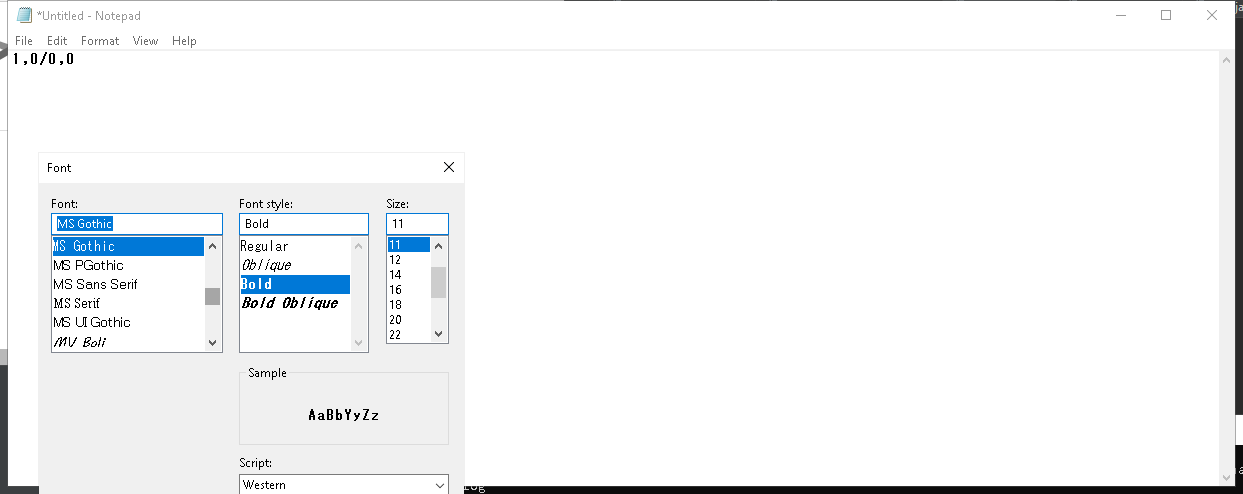 *Untitled - Notepad
File Edit Format View Help
1,0/0,0
Font
Font: Font style: Size:
MS Gothic Bold 11
MS Gothic Regular 11
MS PGothic Oblique 12
MS Sans Serif Bold 14
MS Serif Bold Oblique 16
MS UI Gothic 18
MV Boli 20
22
Sample
AaBbYyZz
Script:
Western